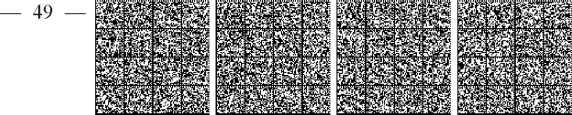 — 49 —